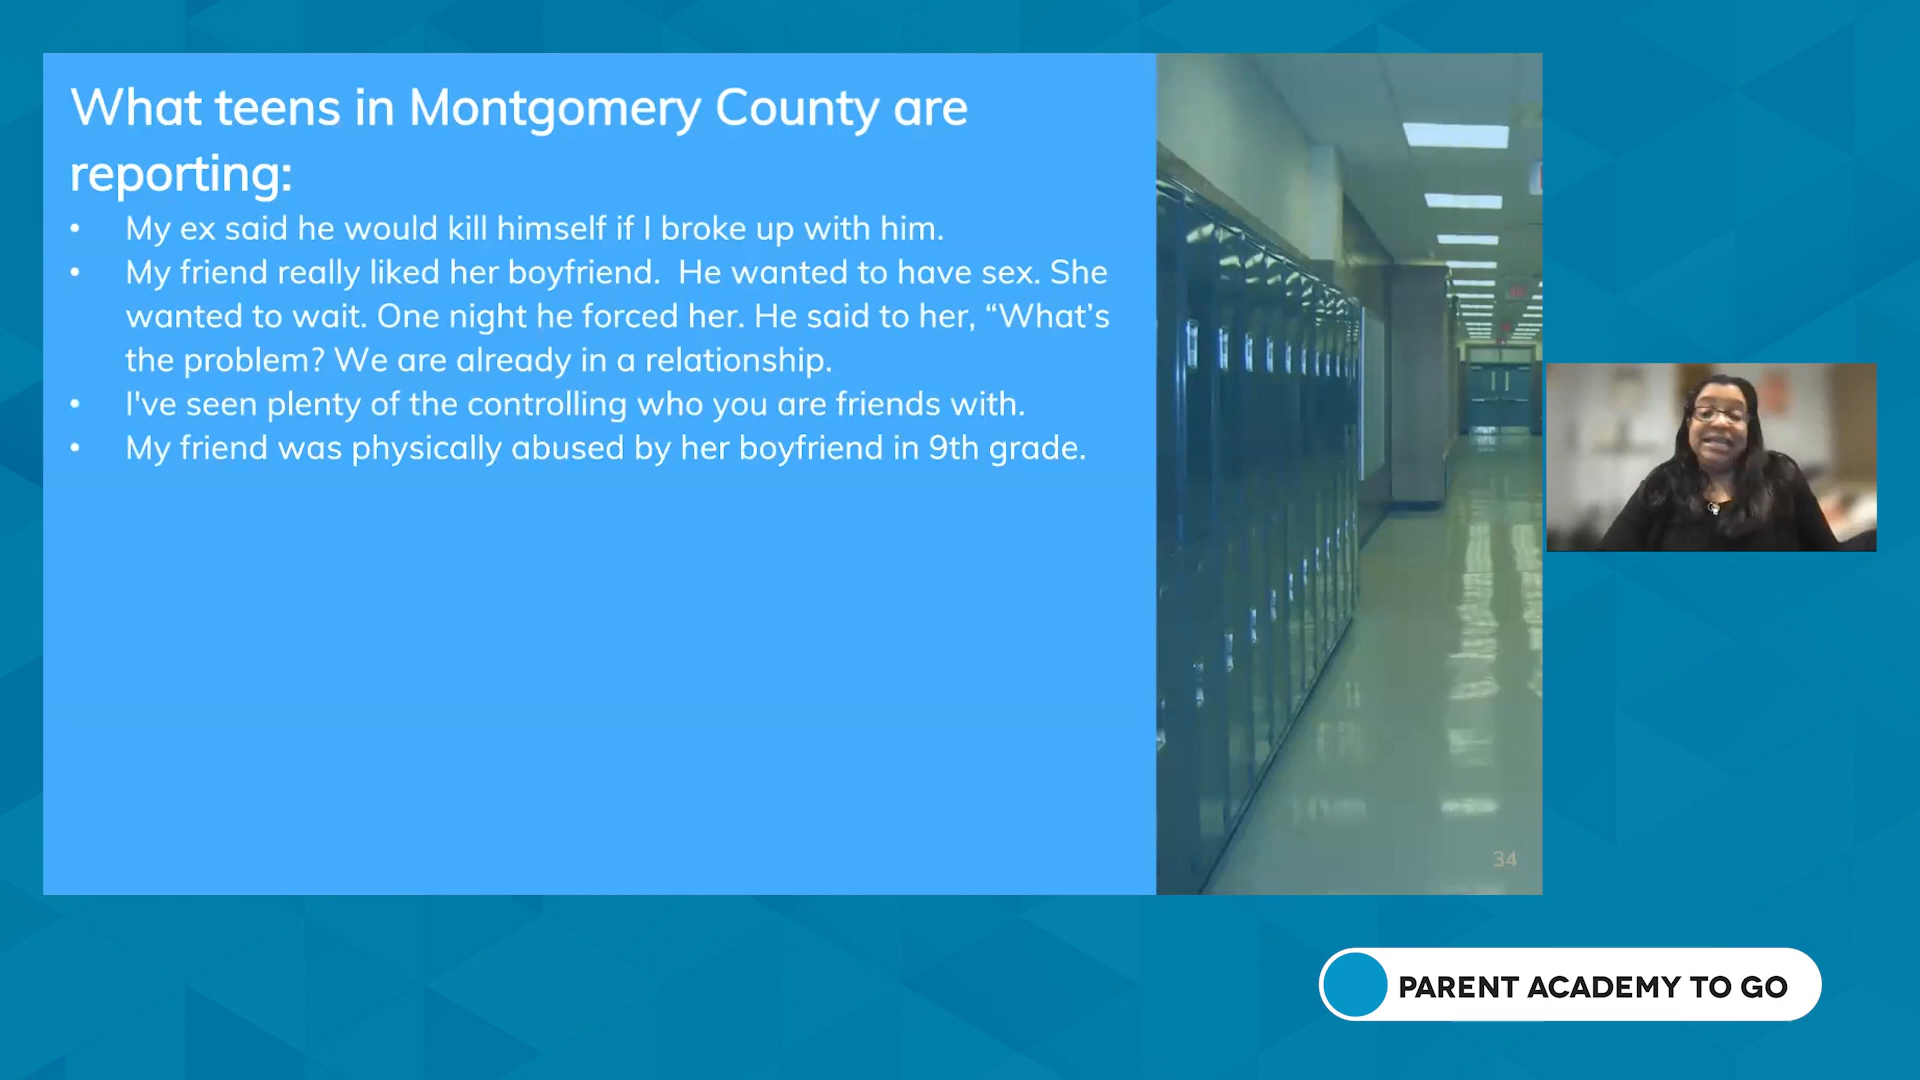 What teens in Montgomery County are
reporting:
• My ex said he would kill himself if I broke up with him.
• My friend really liked her boyfriend.  He wanted to have sex. She
wanted to wait. One night he forced her. He said to her, “What’s
the problem? We are already in a relationship.
• I've seen plenty of the controlling who you are friends with.
• My friend was physically abused by her boyfriend in 9th grade.
34
PARENT ACADEMY TO GO